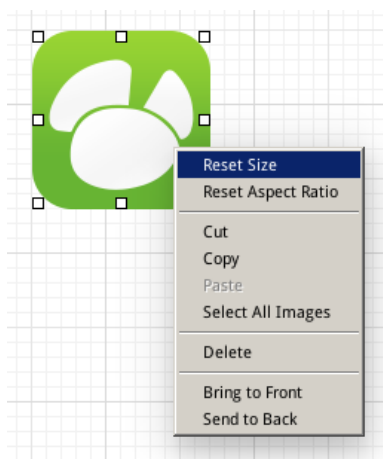 Reset Size
Reset Aspect Ratio
Cut
Copy
Paste
Select All Images
Delete
Bring to Front
Send to Back